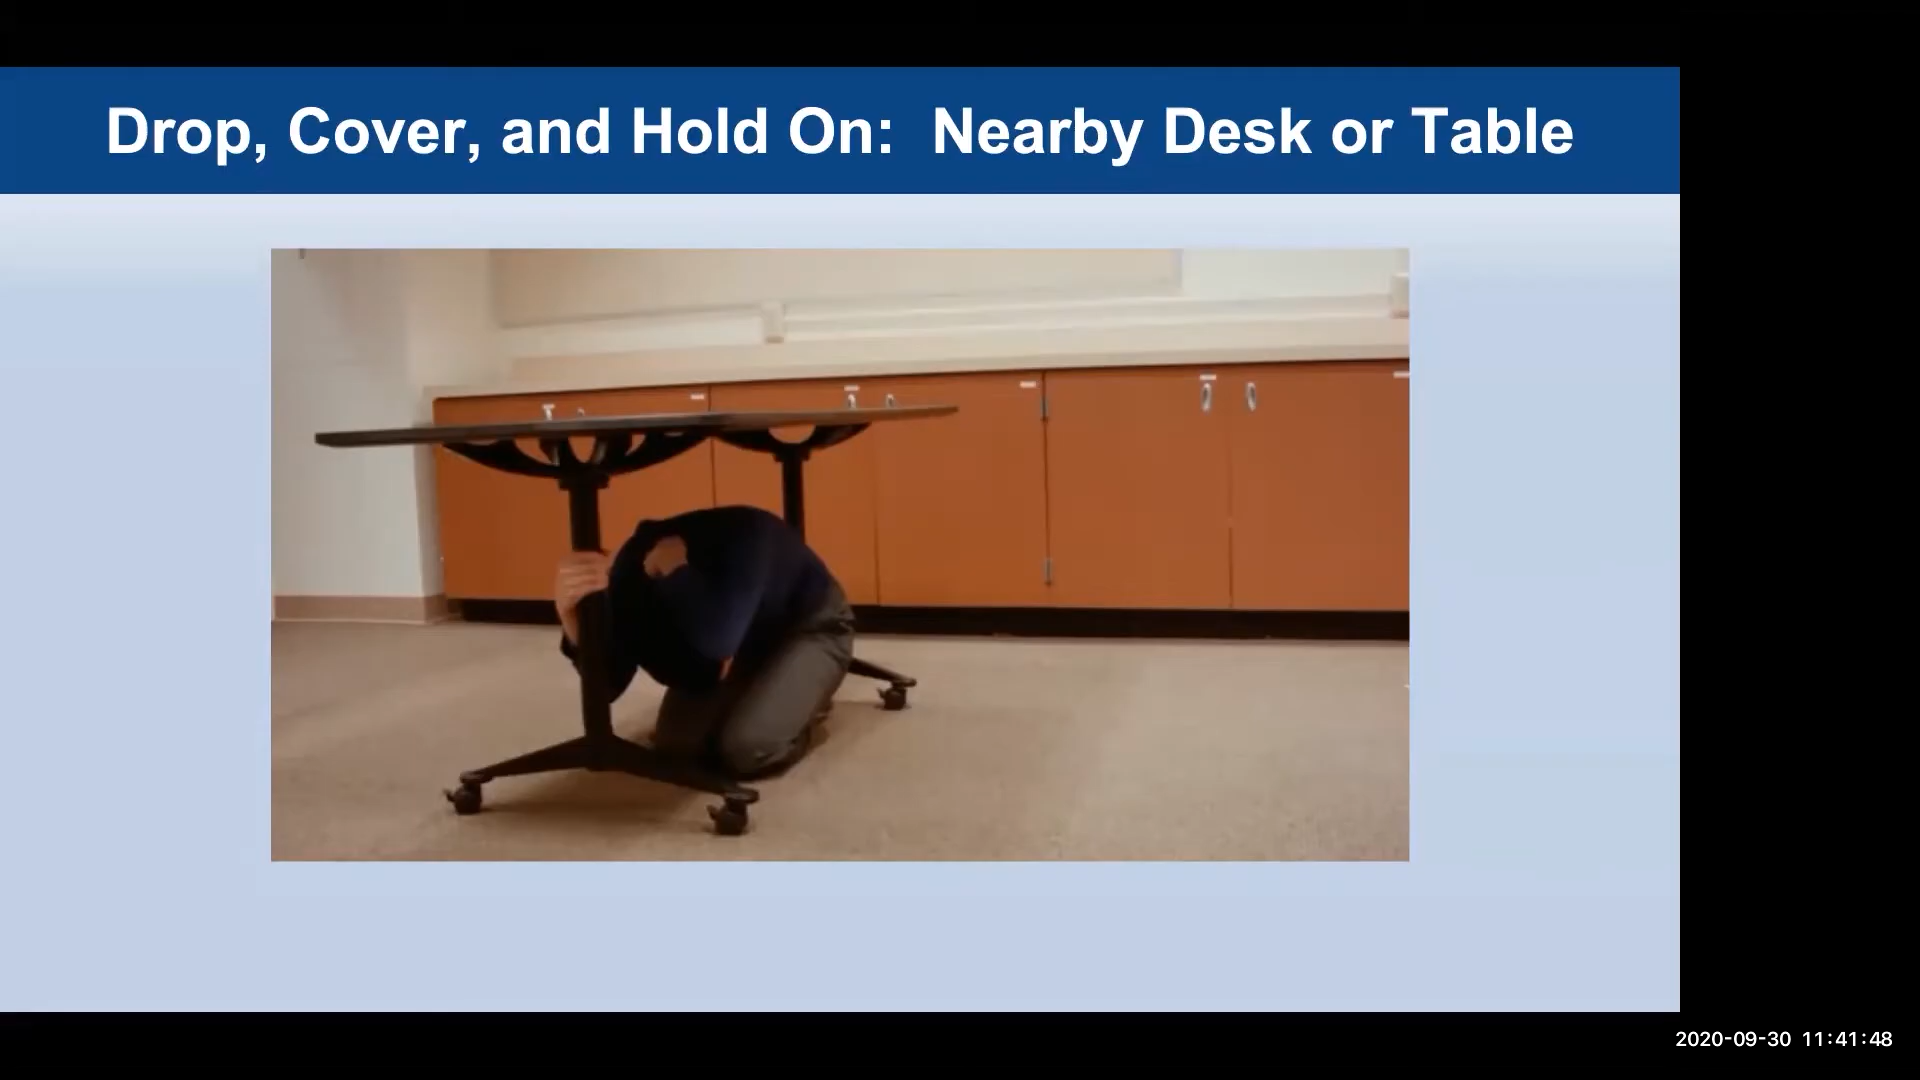 Drop, Cover, and Hold On: Nearby Desk or Table
2020-09-30 11:41:48